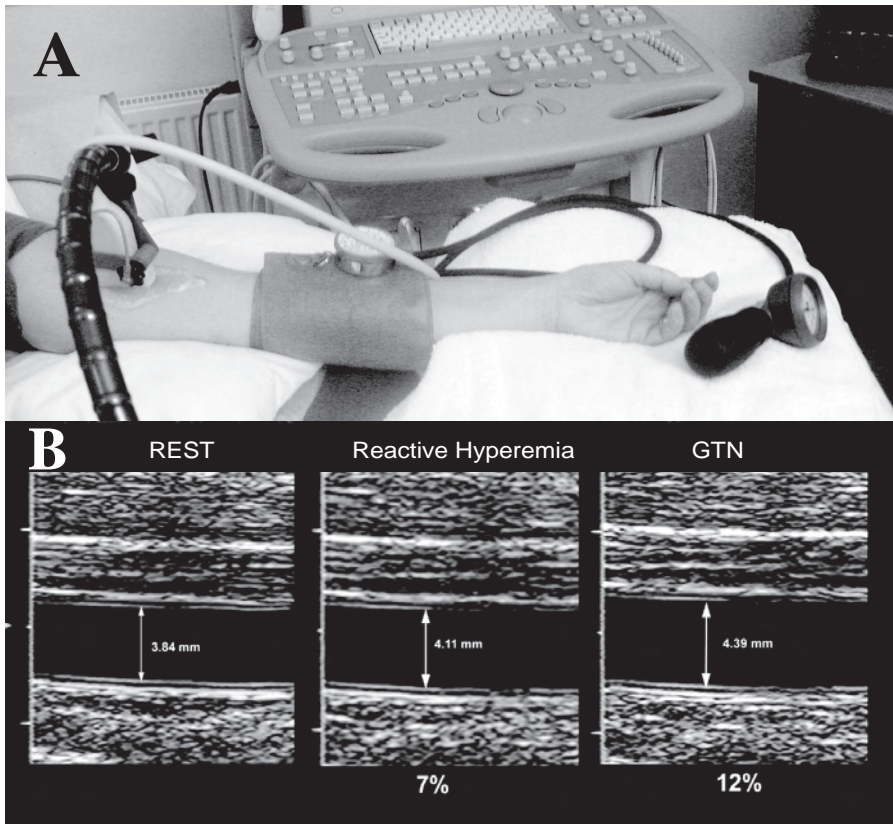 A
B
REST Reactive Hyperemia GTN
3.84 mm 4.11 mm 4.39 mm
7% 12%